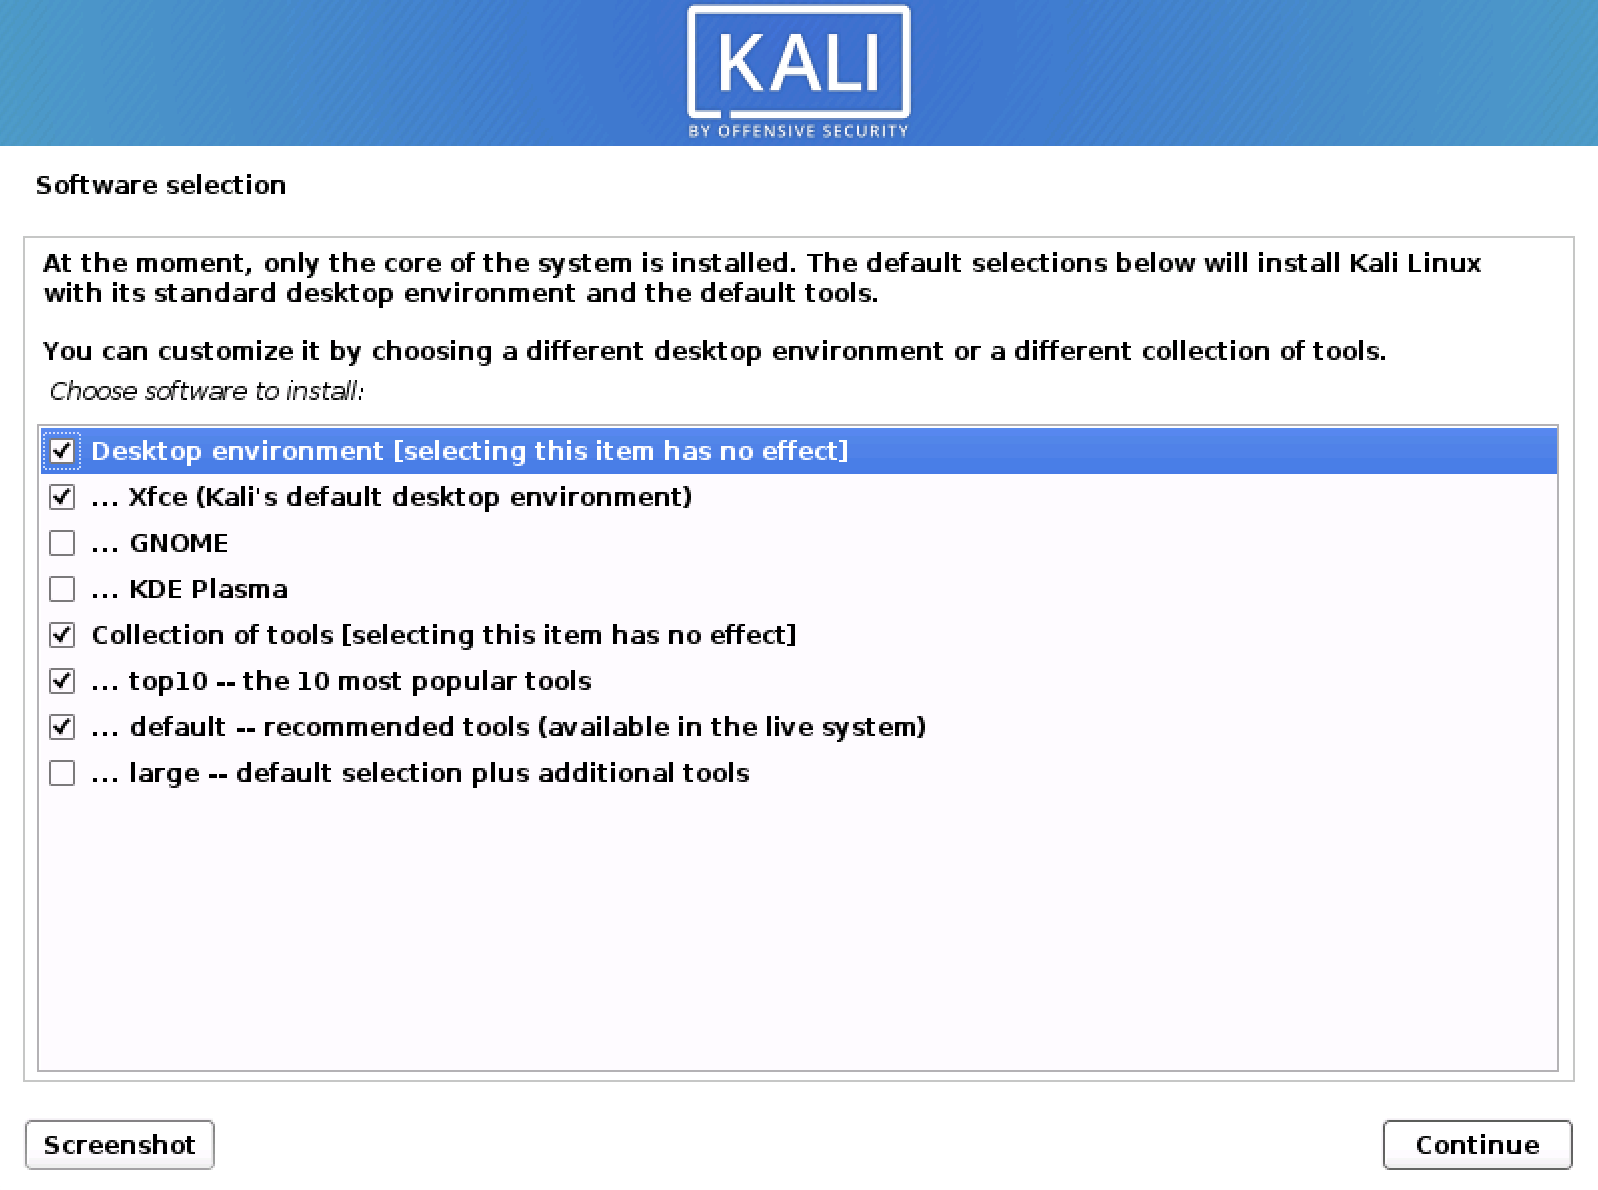 KALI
BY OFFENSIVE SECURITY
Software selection
At the moment, only the core of the system is installed. The default selections below will install Kali Linux
with its standard desktop environment and the default tools.
You can customize it by choosing a different desktop environment or a different collection of tools.
Choose software to install:
Desktop environment [selecting this item has no effect]
... Xfce (Kali's default desktop environment)
... GNOME
... KDE Plasma
Collection of tools [selecting this item has no effect]
... top10 -- the 10 most popular tools
... default -- recommended tools (available in the live system)
... large -- default selection plus additional tools
Screenshot
Continue